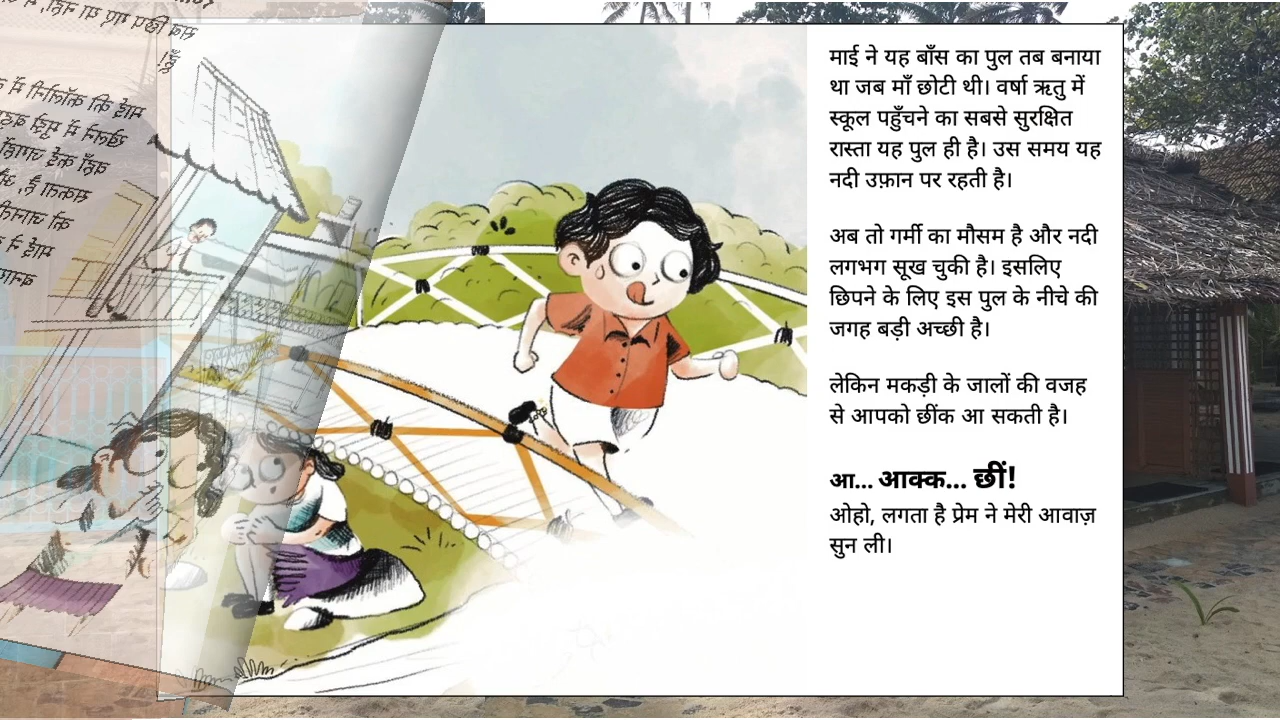 माई ने यह बाँस का पुल तब बनाया
था जब माँ छोटी थी। वर्षा ऋतु में
स्कूल पहुँचने का सबसे सुरक्षित
रास्ता यह पुल ही है। उस समय यह
नदी उफ़ान पर रहती है।
अब तो गर्मी का मौसम है और नदी
लगभग सूख चुकी है। इसलिए
छिपने के लिए इस पुल के नीचे की
जगह बड़ी अच्छी है।
लेकिन मकड़ी के जालों की वजह
से आपको छींक आ सकती है।
आ... आक्क... छीं!
ओहो, लगता है प्रेम ने मेरी आवाज़
सुन ली।